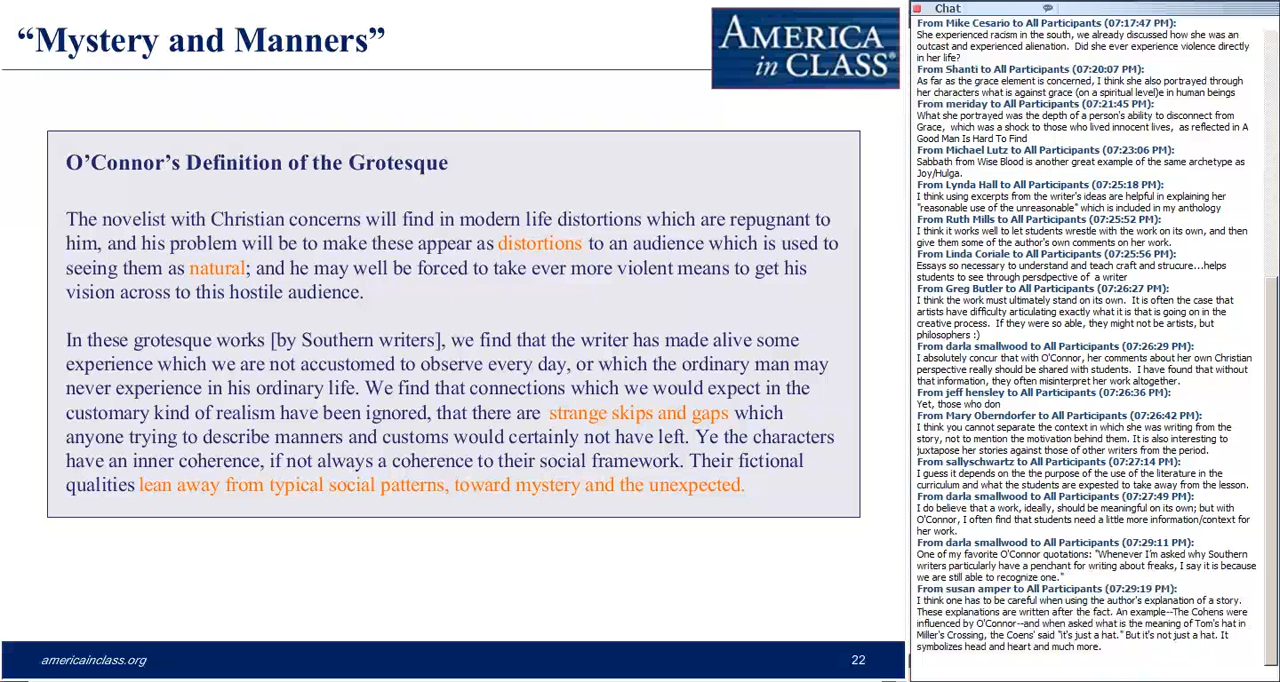 “Mystery and Manners”
AMERICA
in CLASS®
O’Connor’s Definition of the Grotesque
The novelist with Christian concerns will find in modern life distortions which are repugnant to
him, and his problem will be to make these appear as distortions to an audience which is used to
seeing them as natural; and he may well be forced to take ever more violent means to get his
vision across to this hostile audience.
In these grotesque works [by Southern writers], we find that the writer has made alive some
experience which we are not accustomed to observe every day, or which the ordinary man may
never experience in his ordinary life. We find that connections which we would expect in the
customary kind of realism have been ignored, that there are strange skips and gaps which
anyone trying to describe manners and customs would certainly not have left. Ye the characters
have an inner coherence, if not always a coherence to their social framework. Their fictional
qualities lean away from typical social patterns, toward mystery and the unexpected.
americainclass.org
22
Chat
From Mike Cesario to All Participants (07:17:47 PM):
She experienced racism in the south, we already discussed how she was an
outcast and experienced alienation.  Did she ever experience violence directly
in her life?
From Shanti to All Participants (07:20:07 PM):
As far as the grace element is concerned, I think she also portrayed through
her characters what is against grace (on a spiritual level)e in human beings
From meriday to All Participants (07:21:45 PM):
What she portrayed was the depth of a person's ability to disconnect from
Grace,  which was a shock to those who lived innocent lives,  as reflected in A
Good Man Is Hard To Find
From Michael Lutz to All Participants (07:23:06 PM):
Sabbath from Wise Blood is another great example of the same archetype as
Joy/Hulga.
From Lynda Hall to All Participants (07:25:18 PM):
I think using excerpts from the writer's ideas are helpful in explaining her
"reasonable use of the unreasonable" which is included in my anthology
From Ruth Mills to All Participants (07:25:52 PM):
I think it works well to let students wrestle with the work on its own, and then
give them some of the author's own comments on her work.
From Linda Coriale to All Participants (07:25:56 PM):
Essays so necessary to understand and teach craft and strucure...helps
students to see through persdpective of  a writer
From Greg Butler to All Participants (07:26:27 PM):
I think the work must ultimately stand on its own.  It is often the case that
artists have difficulty articulating exactly what it is that is going on in the
creative process.  If they were so able, they might not be artists, but
philosophers :)
From darla smallwood to All Participants (07:26:29 PM):
I absolutely concur that with O'Connor, her comments about her own Christian
perspective really should be shared with students.  I have found that without
that information, they often misinterpret her work altogether.
From jeff hensley to All Participants (07:26:36 PM):
Yet, those who don
From Mary Oberndorfer to All Participants (07:26:42 PM):
I think you cannot separate the context in which she was writing from the
story, not to mention the motivation behind them. It is also interesting to
juxtapose her stories against those of other writers from the period.
From sallyschwartz to All Participants (07:27:14 PM):
I guess it depends on the the purpose of the use of the literature in the
curriculum and what the students are expested to take away from the lesson.
From darla smallwood to All Participants (07:27:49 PM):
I do believe that a work, ideally, should be meaningful on its own; but with
O'Connor, I often find that students need a little more information/context for
her work.
From darla smallwood to All Participants (07:29:11 PM):
One of my favorite O'Connor quotations: "Whenever I'm asked why Southern
writers particularly have a penchant for writing about freaks, I say it is because
we are still able to recognize one."
From susan amper to All Participants (07:29:19 PM):
I think one has to be careful when using the author's explanation of a story.
These explanations are written after the fact. An example--The Cohens were
influenced by O'Connor--and when asked what is the meaning of Tom's hat in
Miller's Crossing, the Coens' said "it's just a hat." But it's not just a hat. It
symbolizes head and heart and much more.